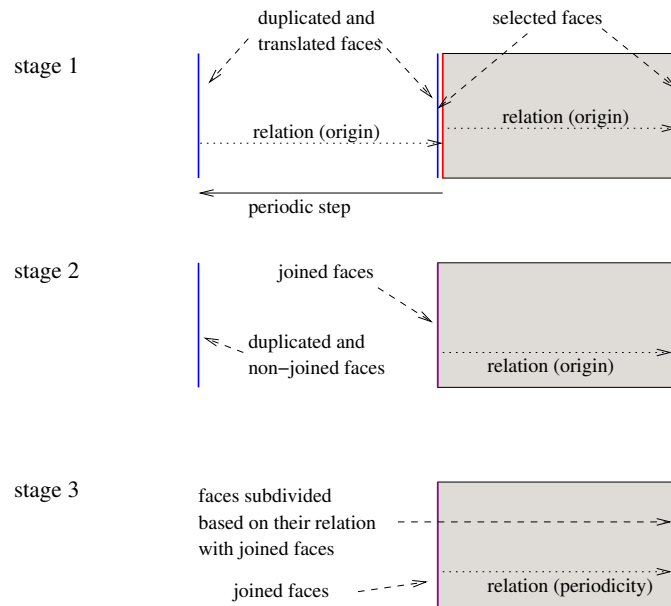 duplicated and
translated faces
selected faces
stage 1
relation (origin)
relation (origin)
periodic step
stage 2
joined faces
duplicated and
non−joined faces
relation (origin)
stage 3
faces subdivided
based on their relation
with joined faces
joined faces
relation (periodicity)